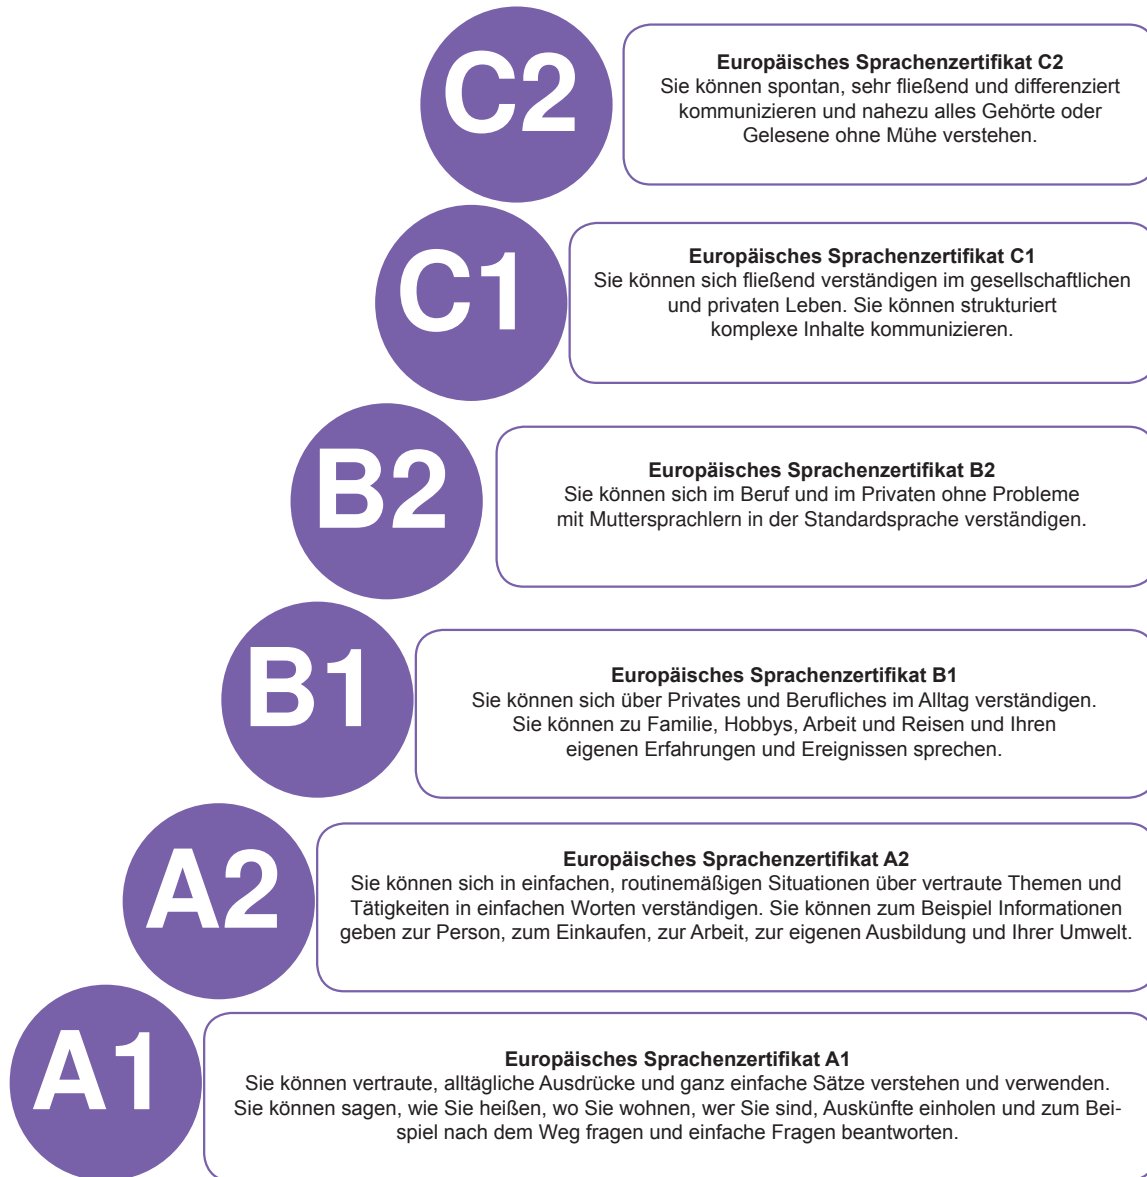 C2
Europäisches Sprachenzertifikat C2
Sie können spontan, sehr fließend und differenziert
kommunizieren und nahezu alles Gehörte oder
Gelesene ohne Mühe verstehen.
C1
Europäisches Sprachenzertifikat C1
Sie können sich fließend verständigen im gesellschaftlichen
und privaten Leben. Sie können strukturiert
komplexe Inhalte kommunizieren.
B2
Europäisches Sprachenzertifikat B2
Sie können sich im Beruf und im Privaten ohne Probleme
mit Muttersprachlern in der Standardsprache verständigen.
B1
Europäisches Sprachenzertifikat B1
Sie können sich über Privates und Berufliches im Alltag verständigen.
Sie können zu Familie, Hobbys, Arbeit und Reisen und Ihren
eigenen Erfahrungen und Ereignissen sprechen.
A2
Europäisches Sprachenzertifikat A2
Sie können sich in einfachen, routinemäßigen Situationen über vertraute Themen und
Tätigkeiten in einfachen Worten verständigen. Sie können zum Beispiel Informationen
geben zur Person, zum Einkaufen, zur Arbeit, zur eigenen Ausbildung und Ihrer Umwelt.
A1
Europäisches Sprachenzertifikat A1
Sie können vertraute, alltägliche Ausdrücke und ganz einfache Sätze verstehen und verwenden.
Sie können sagen, wie Sie heißen, wo Sie wohnen, wer Sie sind, Auskünfte einholen und zum Bei-
spiel nach dem Weg fragen und einfache Fragen beantworten.